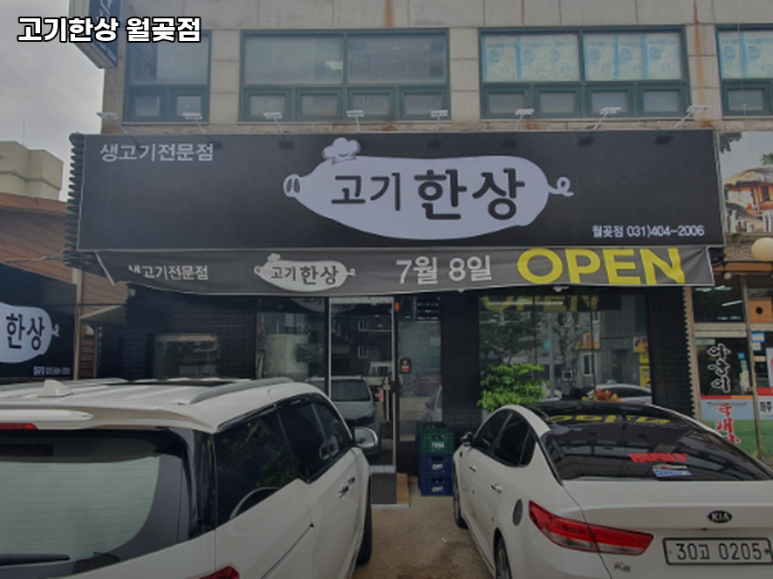 고기한상 월곶점
생고기전문점
고기 한상
월곶점 031)404-2006
생고기전문점 고기한상 7월 8일 OPEN
한상
KIA
K5
30고 0205